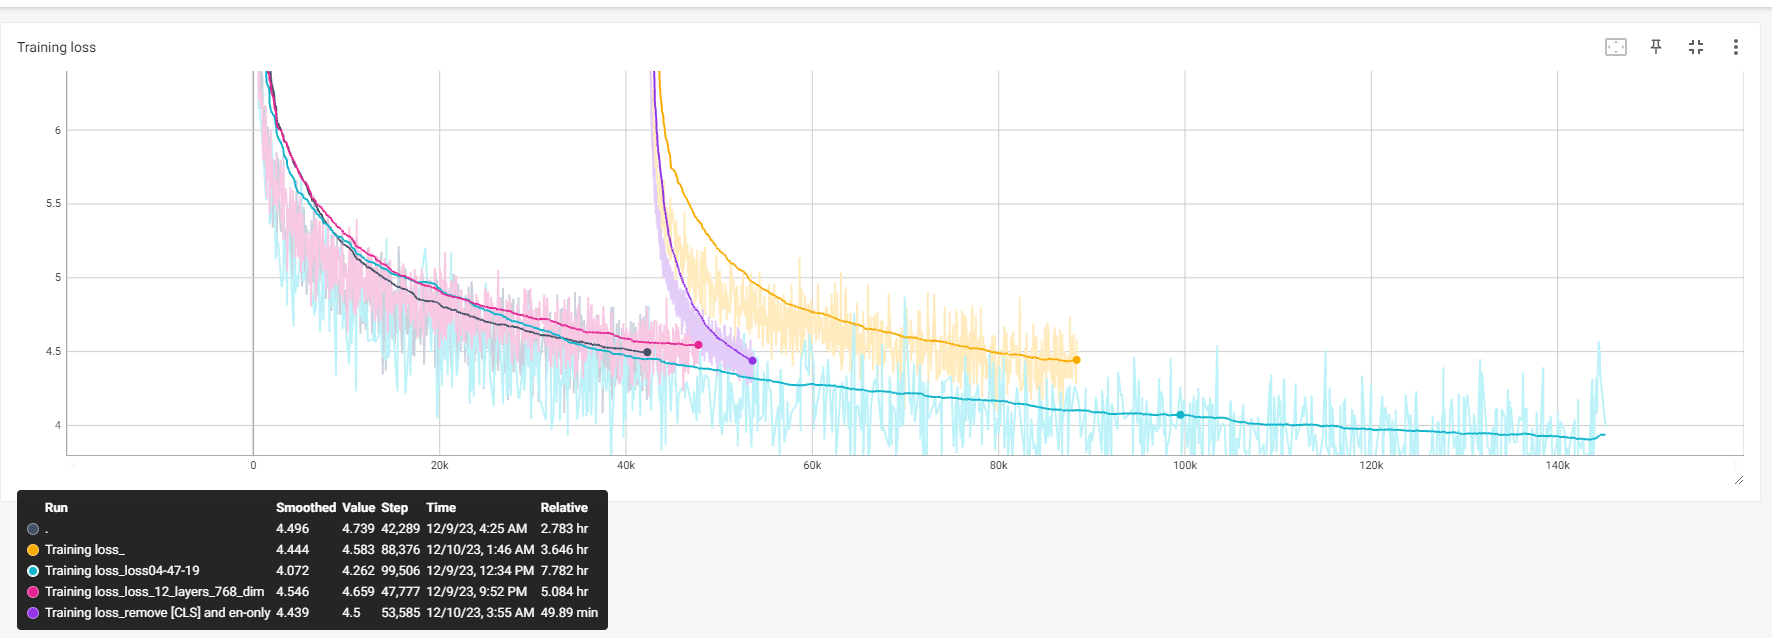 Training loss
6
5.5
5
4.5
4
0 20k 40k 60k 80k 100k 120k 140k
Run Smoothed Value Step Time Relative
. 4.496 4.739 42,289 12/9/23, 4:25 AM 2.783 hr
Training loss_ 4.444 4.583 88,376 12/10/23, 1:46 AM 3.646 hr
Training loss_loss04-47-19 4.072 4.262 99,506 12/9/23, 12:34 PM 7.782 hr
Training loss_loss_12_layers_768_dim 4.546 4.659 47,777 12/9/23, 9:52 PM 5.084 hr
Training loss_remove [CLS] and en-only 4.439 4.5 53,585 12/10/23, 3:55 AM 49.89 min